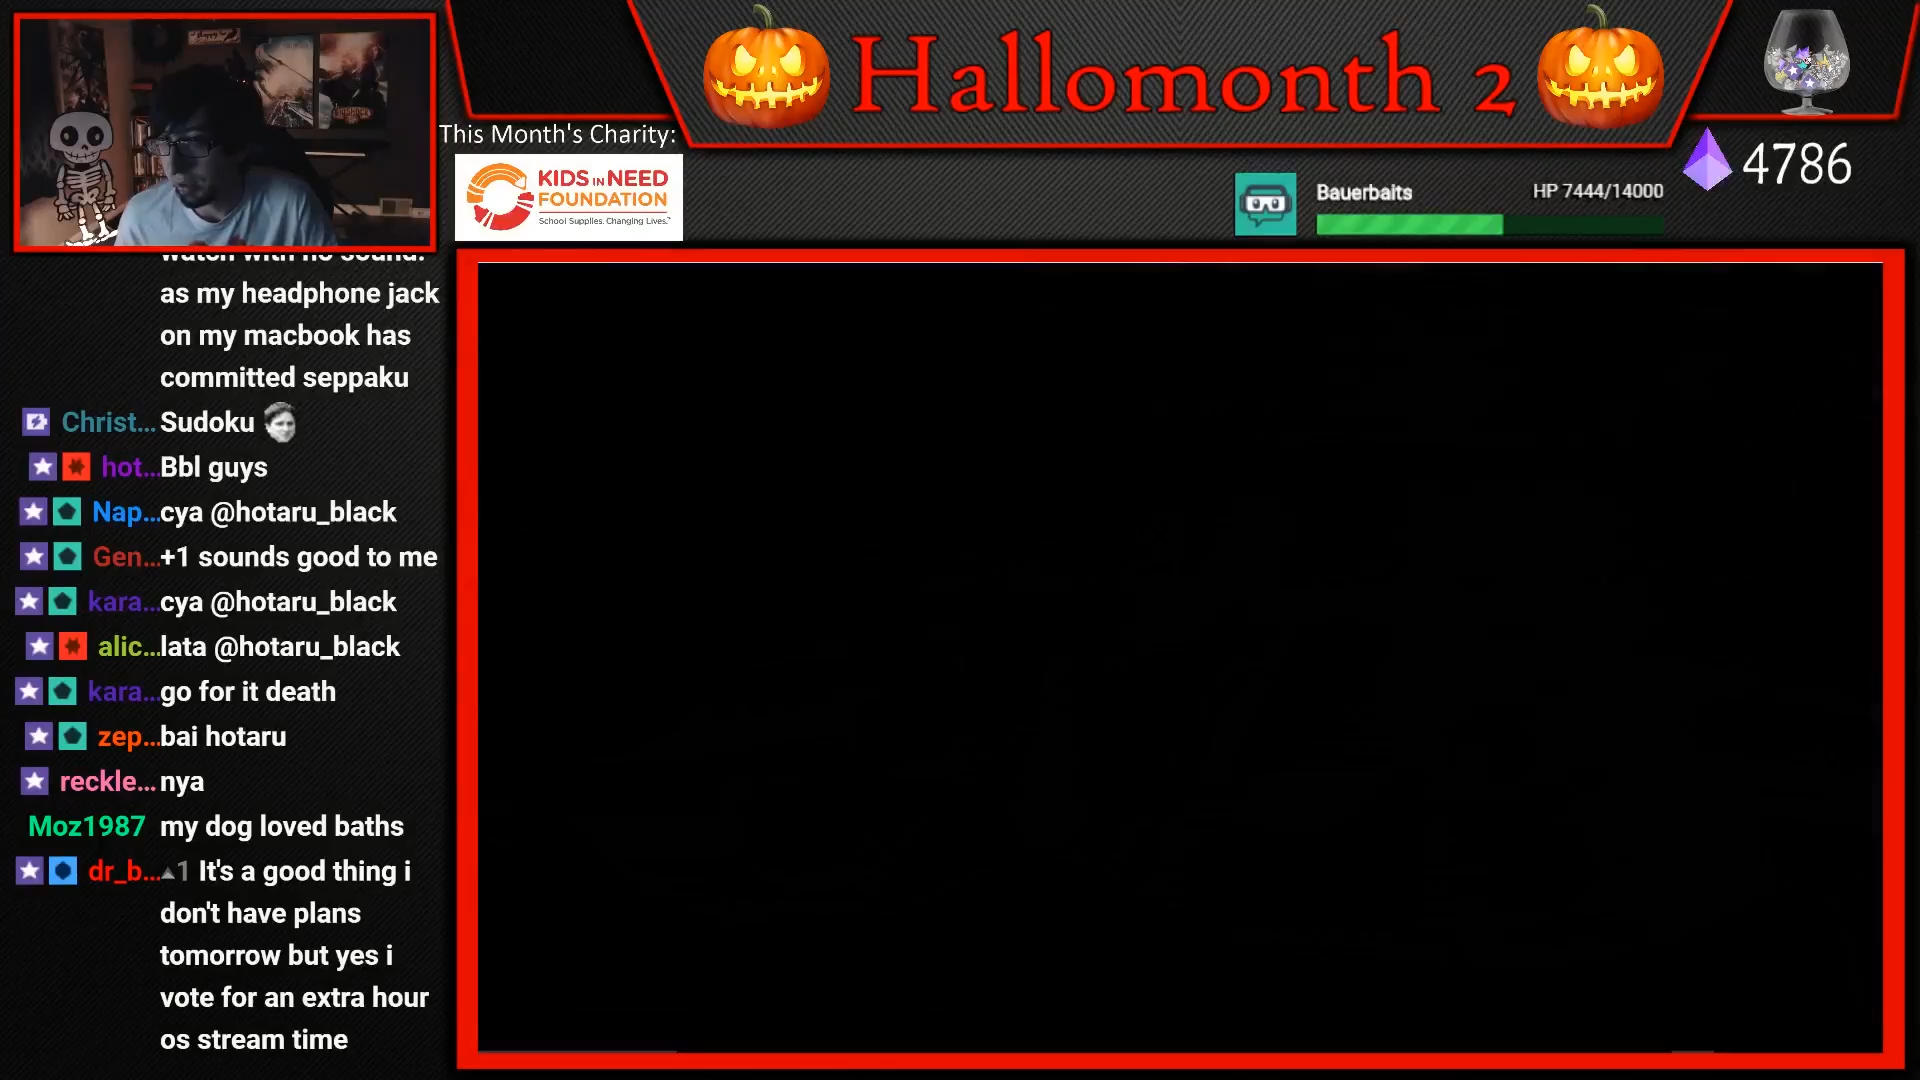 Hallomonth 2
This Month's Charity:
KIDS IN NEED
FOUNDATION
School Supplies. Changing Lives.
Bauerbaits
HP 7444/14000
4786
watch with no sound.
as my headphone jack
on my macbook has
committed seppaku
Christ... Sudoku
hot... Bbl guys
Nap... cya @hotaru_black
Gen... +1 sounds good to me
kara... cya @hotaru_black
alic... lata @hotaru_black
kara... go for it death
zep... bai hotaru
reckle... nya
Moz1987 my dog loved baths
dr_b... 1 It's a good thing i
don't have plans
tomorrow but yes i
vote for an extra hour
os stream time